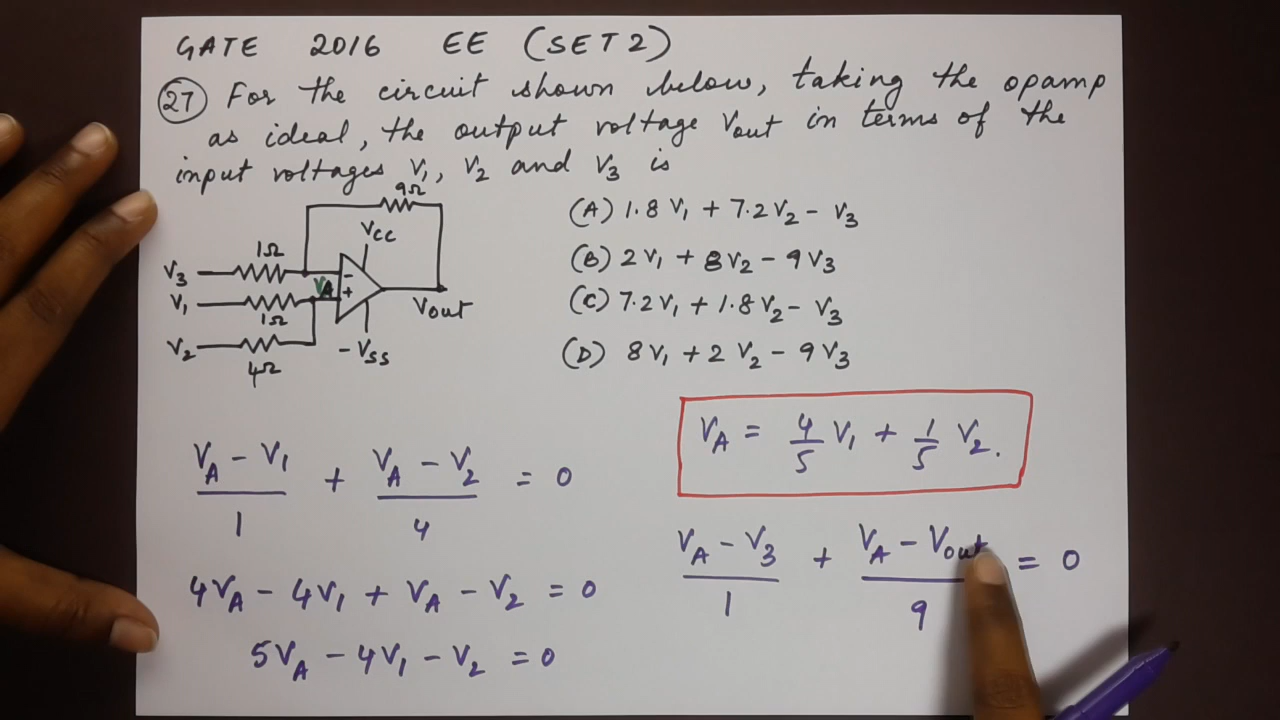 GATE 2016 EE (SET 2)
27 For the circuit shown below, taking the opamp
as ideal, the output voltage Vout in terms of the
input voltages V1, V2 and V3 is
9Ω
VCC
1Ω
V3
VA
-
+
V1
1Ω
Vout
V2
4Ω
-VSS
(A) 1.8 V1 + 7.2 V2 - V3
(B) 2 V1 + 8 V2 - 9 V3
(C) 7.2 V1 + 1.8 V2 - V3
(D) 8 V1 + 2 V2 - 9 V3
VA - V1 / 1 + VA - V2 / 4 = 0
4VA - 4V1 + VA - V2 = 0
5VA - 4V1 - V2 = 0
VA = 4/5 V1 + 1/5 V2.
VA - V3 / 1 + VA - Vout / 9 = 0